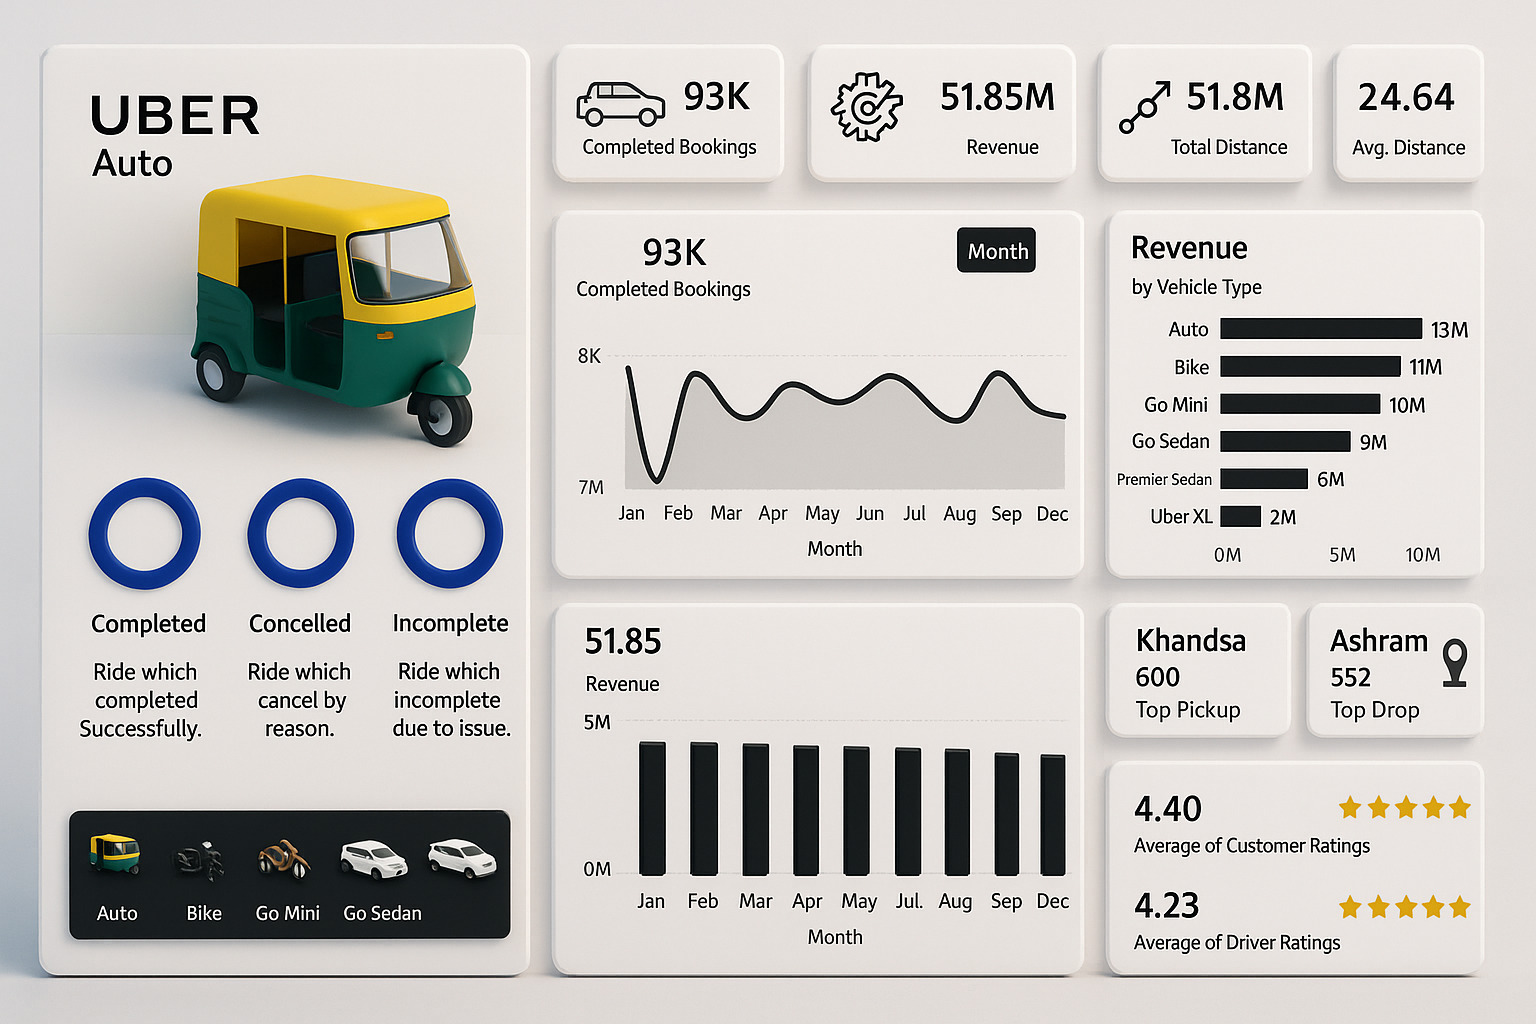 UBER
Auto
Completed
Concelled
Incomplete
Ride which
completed
Successfully.
Ride which
cancel by
reason.
Ride which
incomplete
due to issue.
Auto
Bike
Go Mini
Go Sedan
93K
Completed Bookings
51.85M
Revenue
51.8M
Total Distance
24.64
Avg. Distance
93K
Completed Bookings
Month
8K
7M
Jan Feb Mar Apr May Jun Jul Aug Sep Dec
Month
Revenue
by Vehicle Type
Auto 13M
Bike 11M
Go Mini 10M
Go Sedan 9M
Premier Sedan 6M
Uber XL 2M
0M 5M 10M
51.85
Revenue
5M
0M
Jan Feb Mar Apr May Jul. Aug Sep Dec
Month
Khandsa
600
Top Pickup
Ashram
552
Top Drop
4.40
Average of Customer Ratings
4.23
Average of Driver Ratings